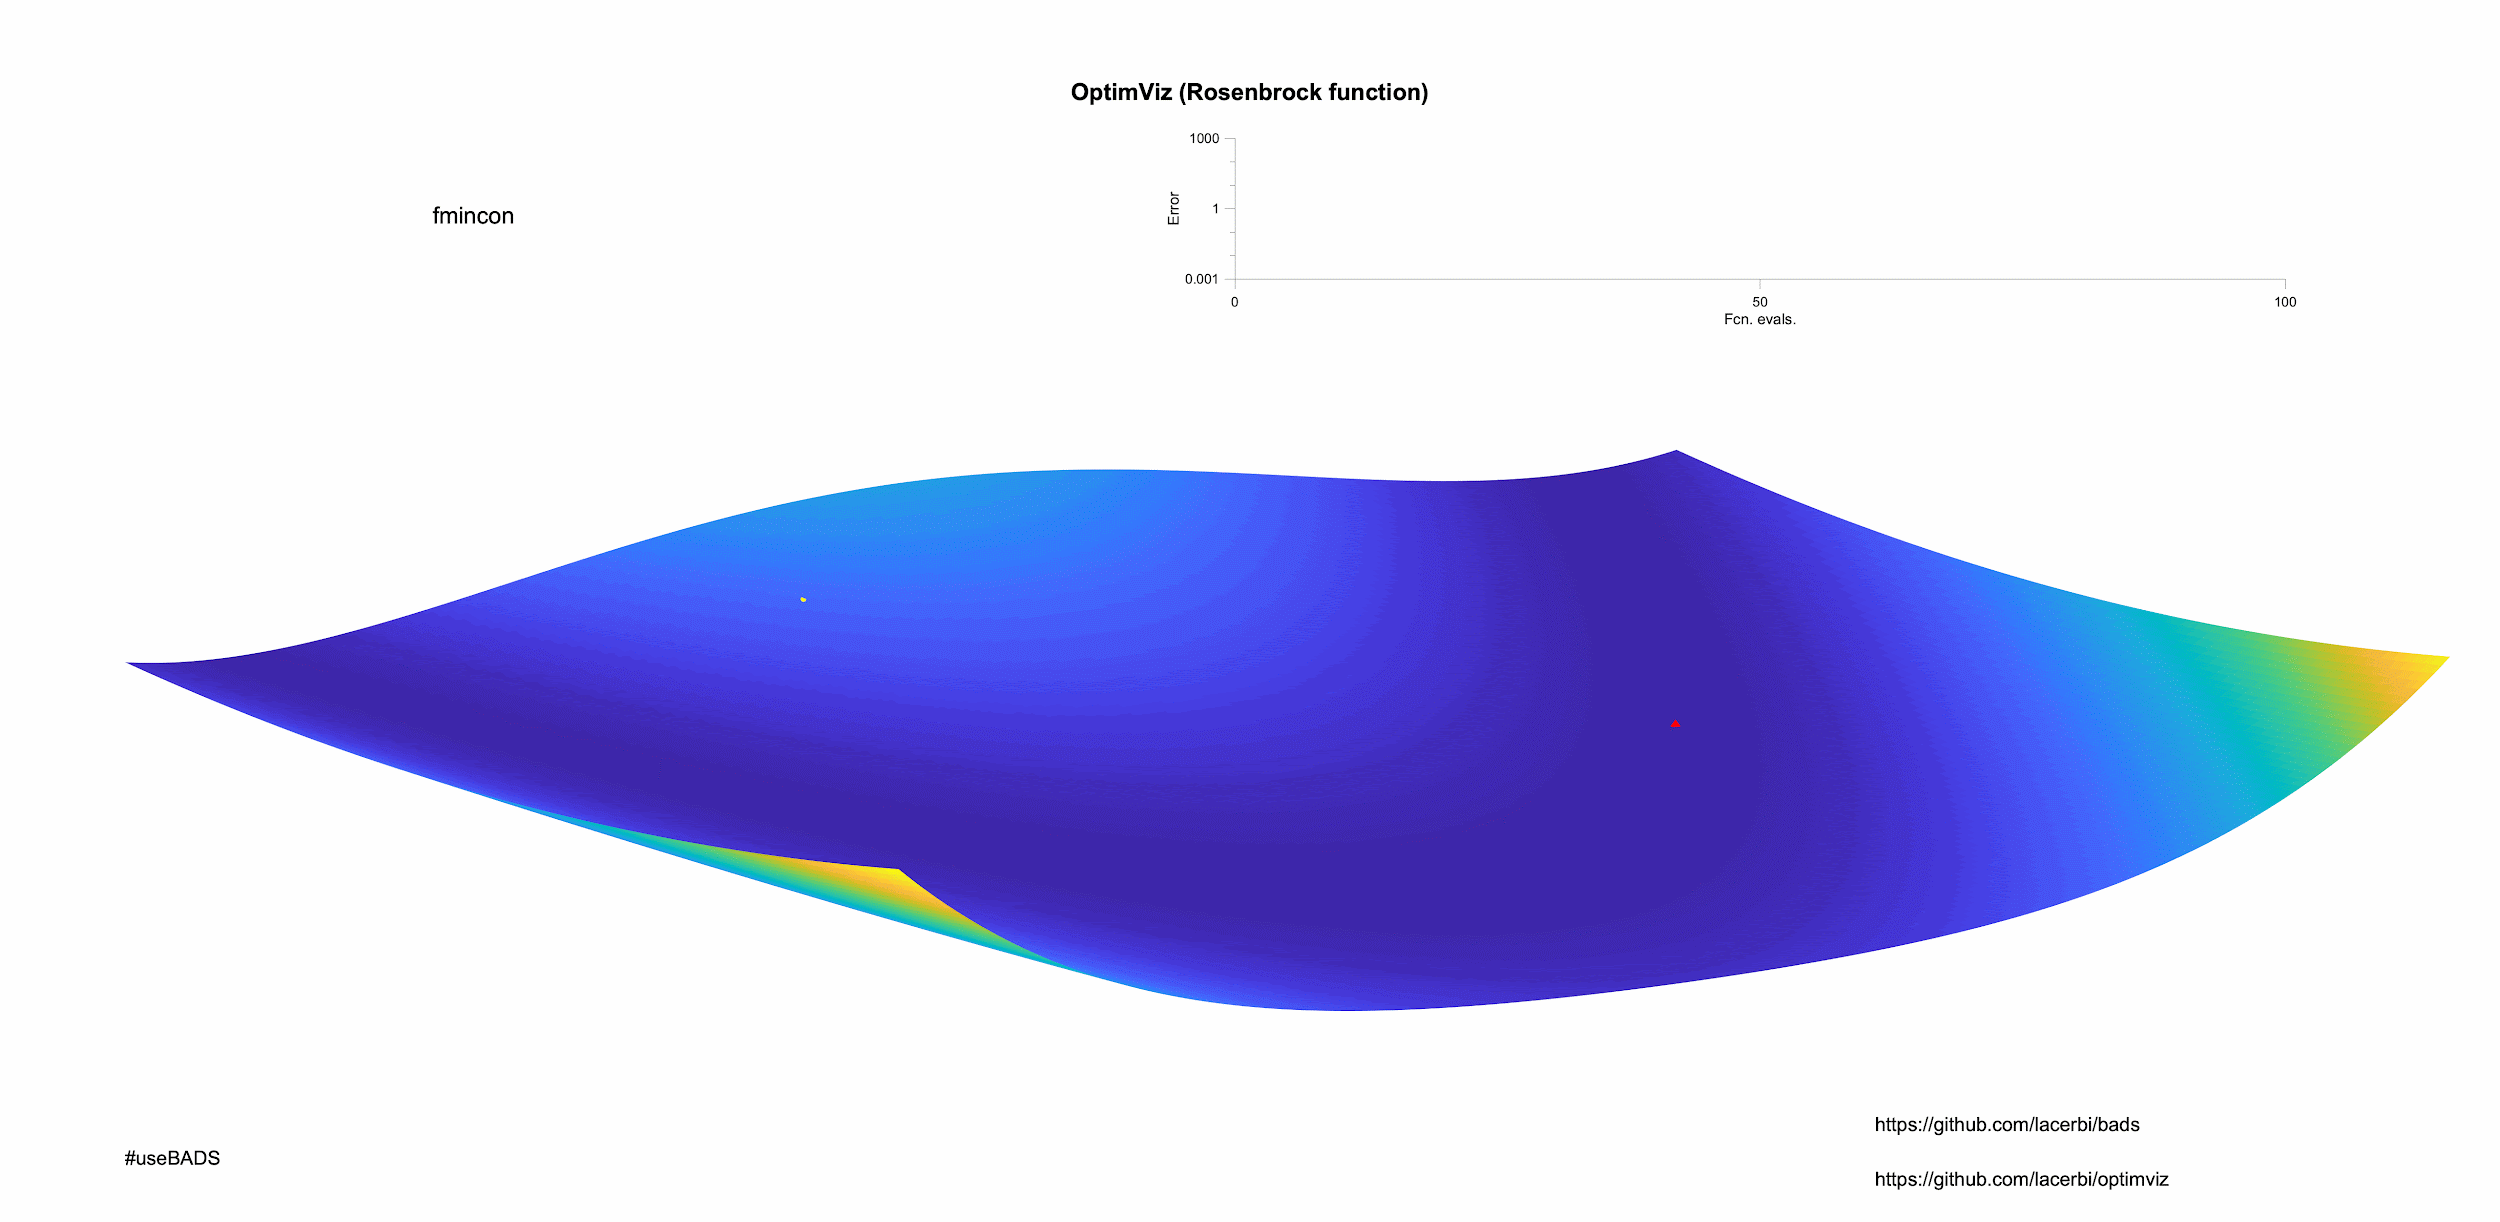 OptimViz (Rosenbrock function)
fmincon
1000
1
0.001
Error
0
50
100
Fcn. evals.
https://github.com/lacerbi/bads
#useBADS
https://github.com/lacerbi/optimviz